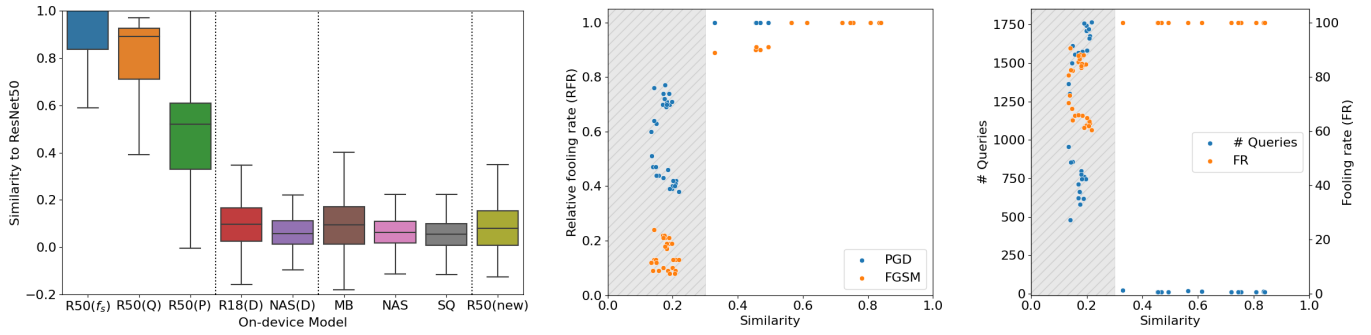 Similarity to ResNet50
1.0
0.8
0.6
0.4
0.2
0.0
−0.2
R50(fs) R50(Q) R50(P) R18(D) NAS(D) MB NAS SQ R50(new)
On-device Model
Relative fooling rate (RFR)
1.0
0.8
0.6
0.4
0.2
0.0
PGD
FGSM
0.0 0.2 0.4 0.6 0.8 1.0
Similarity
# Queries
1750
1500
1250
1000
750
500
250
0
# Queries
FR
100
80
60
40
20
0
Fooling rate (FR)
0.0 0.2 0.4 0.6 0.8 1.0
Similarity